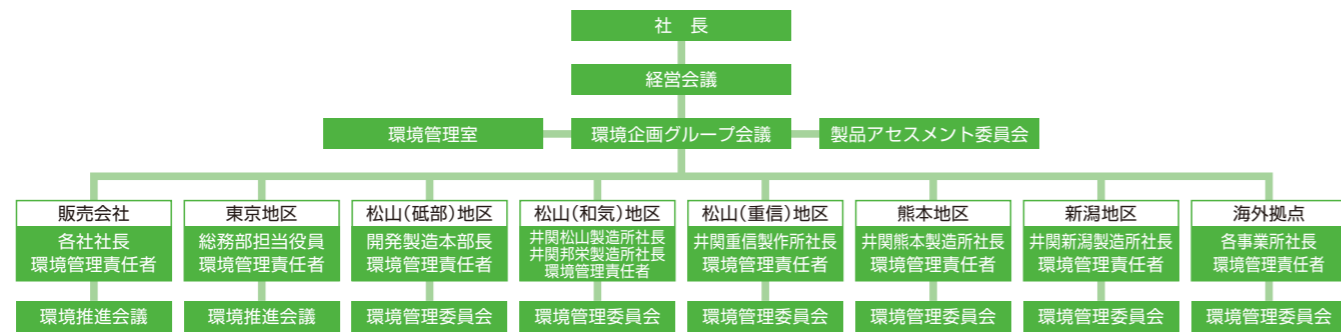 社　長
経営会議
環境管理室
環境企画グループ会議
製品アセスメント委員会
販売会社
各社社長
環境管理責任者
環境推進会議
東京地区
総務部担当役員
環境管理責任者
環境推進会議
松山(砥部)地区
開発製造本部長
環境管理責任者
環境管理委員会
松山(和気)地区
井関松山製造所社長
井関邦栄製造所社長
環境管理責任者
環境管理委員会
松山(重信)地区
井関重信製作所社長
環境管理責任者
環境管理委員会
熊本地区
井関熊本製造所社長
環境管理責任者
環境管理委員会
新潟地区
井関新潟製造所社長
環境管理責任者
環境管理委員会
海外拠点
各事業所社長
環境管理責任者
環境管理委員会